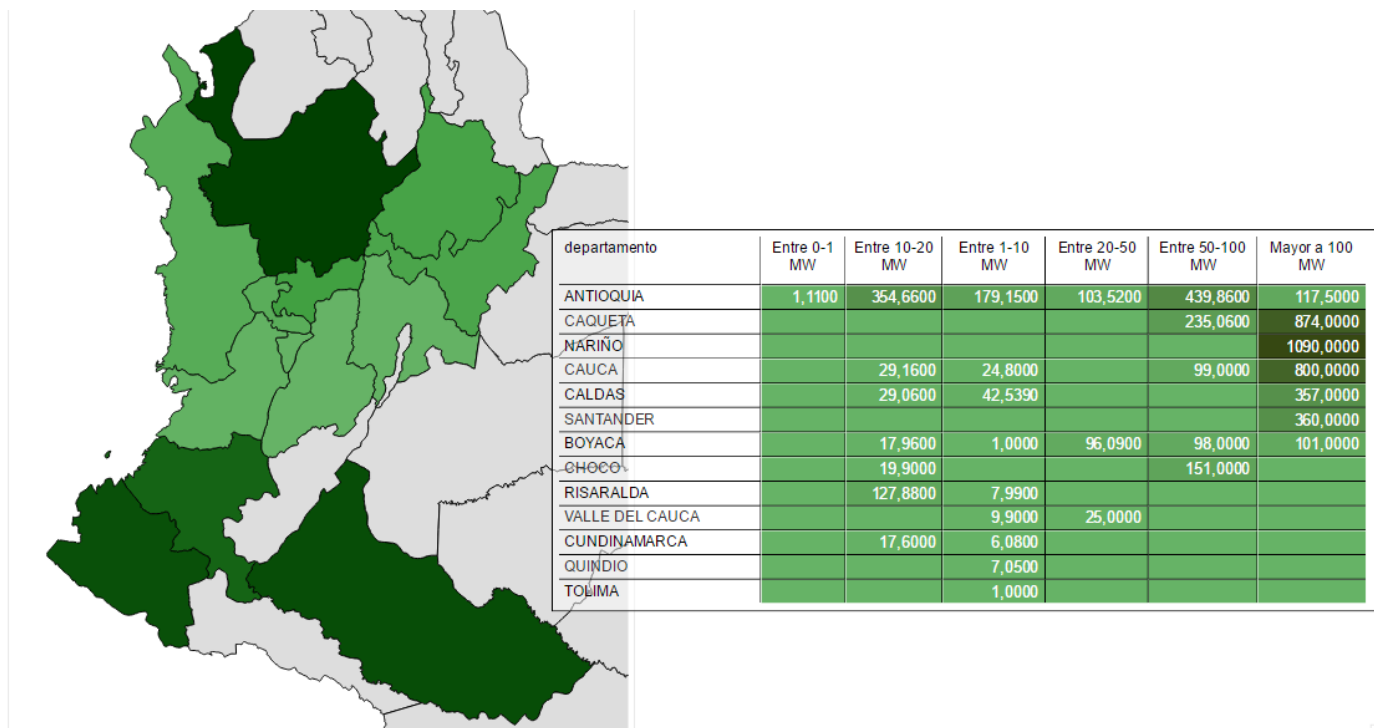 departamento Entre 0-1 MW Entre 10-20 MW Entre 1-10 MW Entre 20-50 MW Entre 50-100 MW Mayor a 100 MW
ANTIOQUIA 1,1100 354,6600 179,1500 103,5200 439,8600 117,5000
CAQUETA 235,0600 874,0000
NARIÑO 1090,0000
CAUCA 29,1600 24,8000 99,0000 800,0000
CALDAS 29,0600 42,5390 357,0000
SANTANDER 360,0000
BOYACA 17,9600 1,0000 96,0900 98,0000 101,0000
CHOCO 19,9000 151,0000
RISARALDA 127,8800 7,9900
VALLE DEL CAUCA 9,9000 25,0000
CUNDINAMARCA 17,6000 6,0800
QUINDIO 7,0500
TOLIMA 1,0000